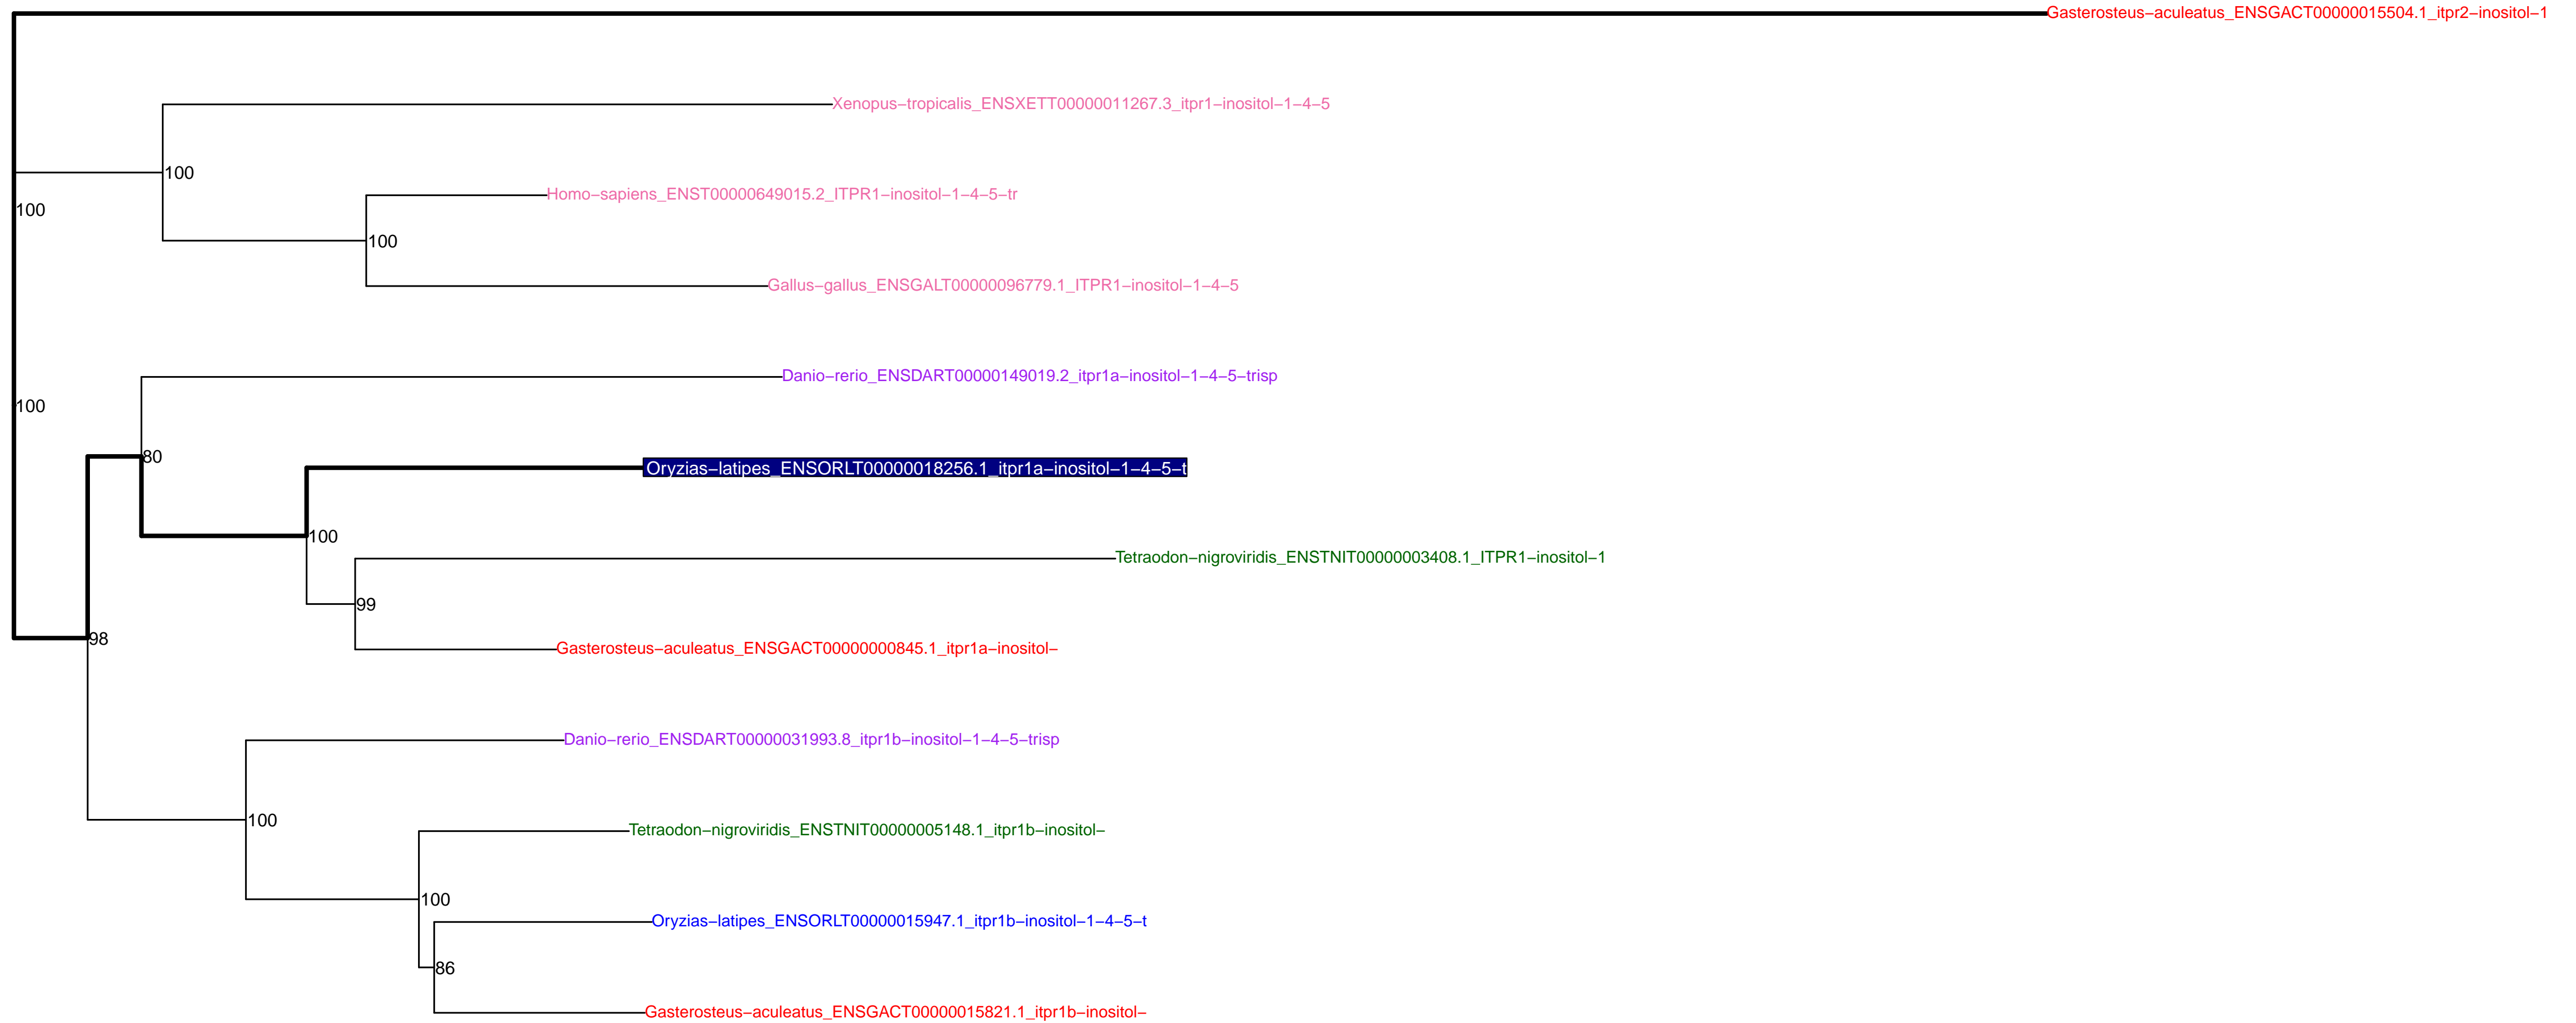 Gasterosteus−aculeatus_ENSGACT00000015504.1_itpr2−inositol−1
Xenopus−tropicalis_ENSXETT00000011267.3_itpr1−inositol−1−4−5
100
Homo−sapiens_ENST00000649015.2_ITPR1−inositol−1−4−5−tr
100
100
Gallus−gallus_ENSGALT00000096779.1_ITPR1−inositol−1−4−5
Danio−rerio_ENSDART00000149019.2_itpr1a−inositol−1−4−5−trisp
100
80
Oryzias−latipes_ENSORLT00000018256.1_itpr1a−inositol−1−4−5−t
100
Tetraodon−nigroviridis_ENSTNIT00000003408.1_ITPR1−inositol−1
99
98
Gasterosteus−aculeatus_ENSGACT00000000845.1_itpr1a−inositol−
Danio−rerio_ENSDART00000031993.8_itpr1b−inositol−1−4−5−trisp
100
Tetraodon−nigroviridis_ENSTNIT00000005148.1_itpr1b−inositol−
100
Oryzias−latipes_ENSORLT00000015947.1_itpr1b−inositol−1−4−5−t
86
Gasterosteus−aculeatus_ENSGACT00000015821.1_itpr1b−inositol−